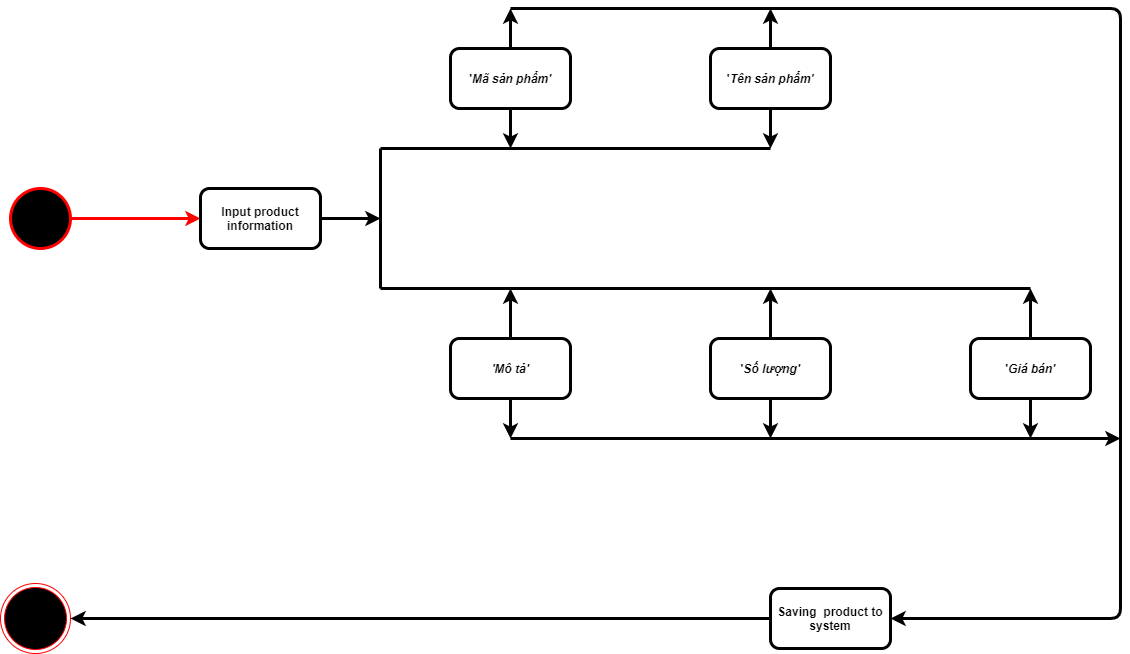 'Mã sản phẩm'
'Tên sản phẩm'
Input product
information
'Mô tả'
'Số lượng'
'Giá bán'
Saving product to
system